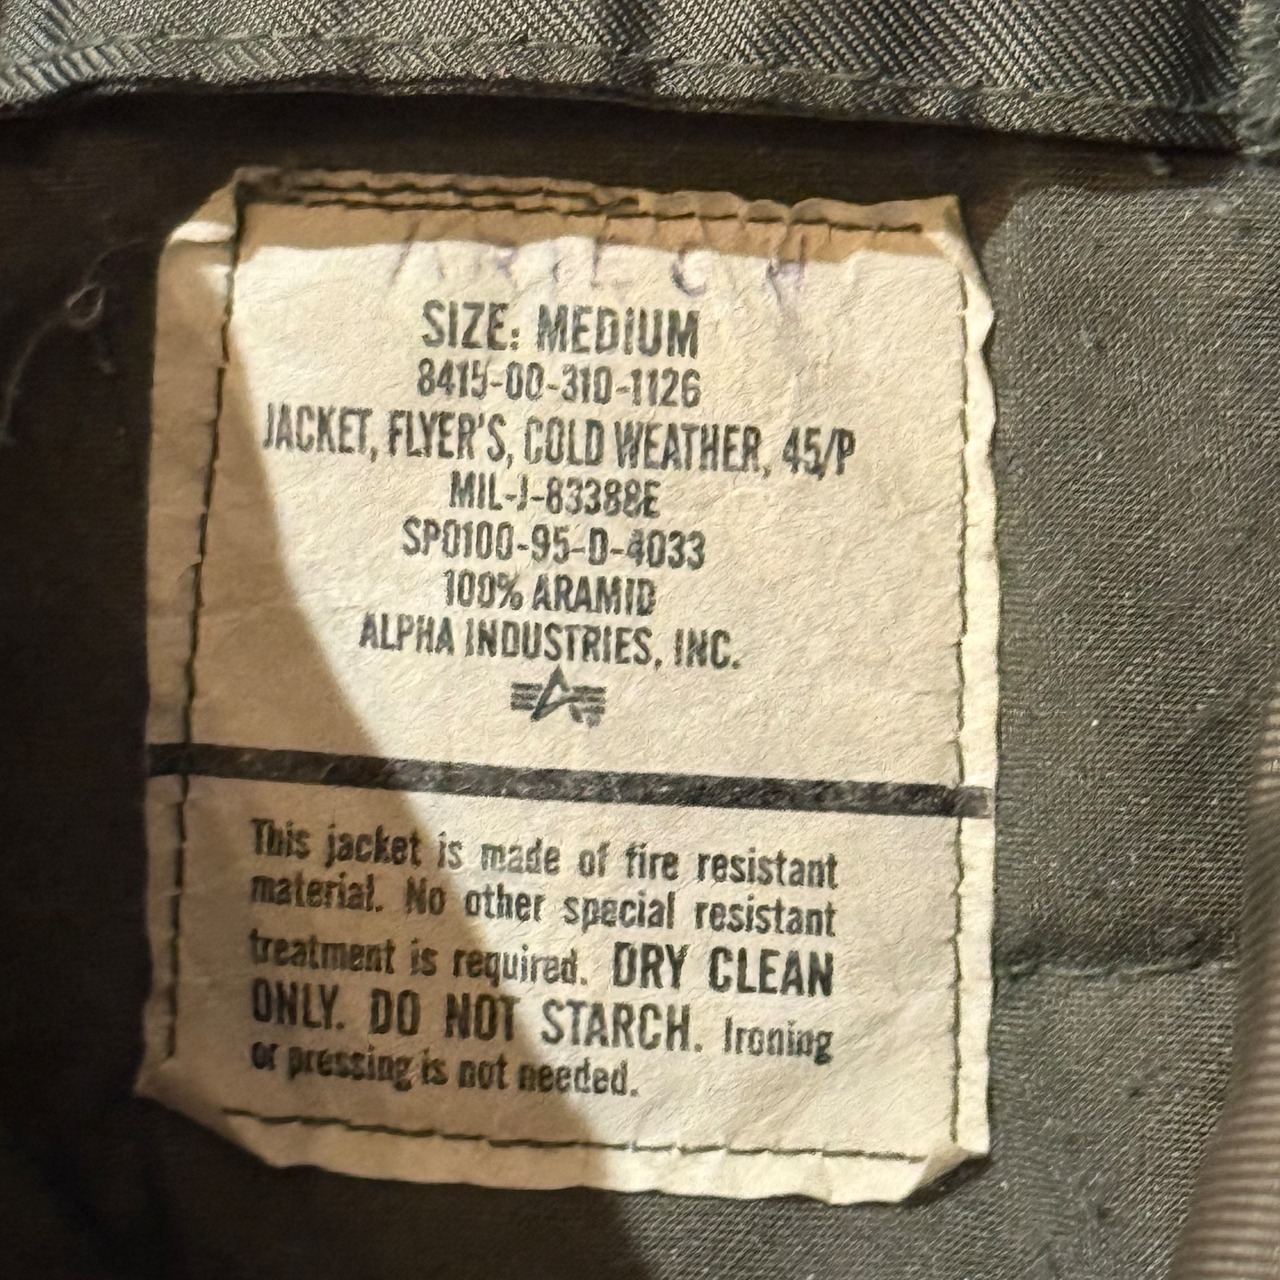 SIZE: MEDIUM
8415-00-310-1126
JACKET, FLYER'S, COLD WEATHER, 45/P
MIL-J-83388E
SP0100-95-D-4033
100% ARAMID
ALPHA INDUSTRIES, INC.
This jacket is made of fire resistant
material. No other special resistant
treatment is required. DRY CLEAN
ONLY. DO NOT STARCH. Ironing
or pressing is not needed.